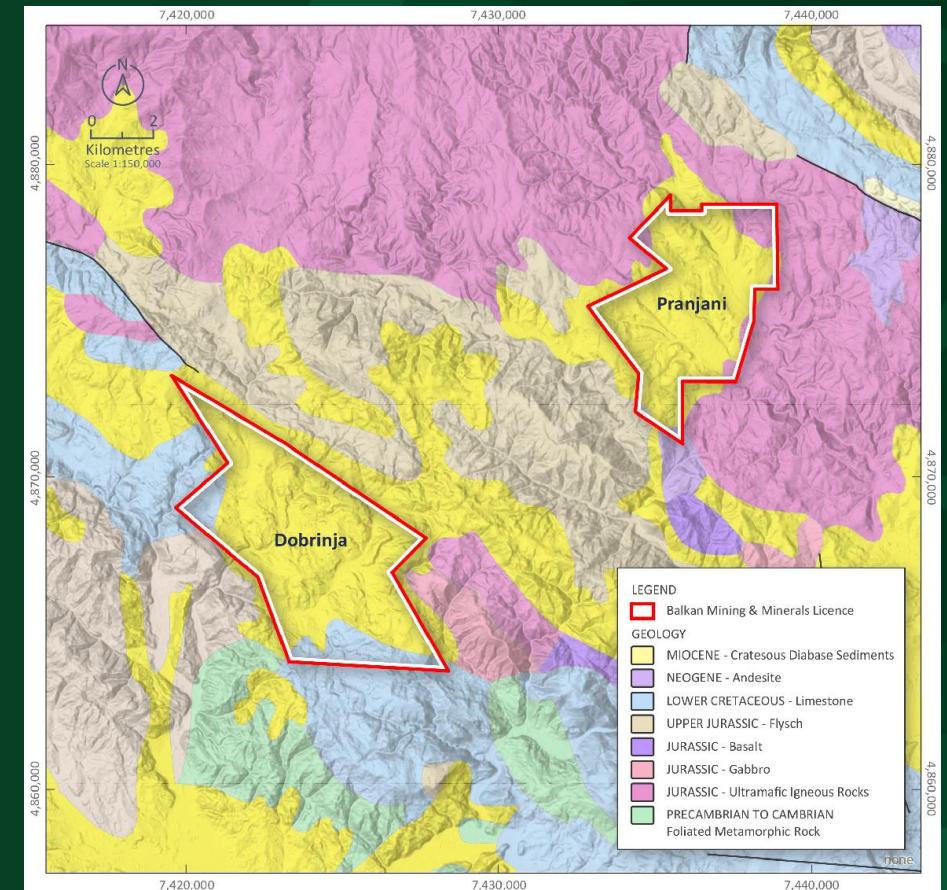 7,420,000
7,430,000
7,440,000
N
0 2
Kilometres
Scale 1:150,000
4,880,000
4,880,000
Pranjani
4,870,000
4,870,000
Dobrinja
LEGEND
Balkan Mining & Minerals Licence
GEOLOGY
MIOCENE - Cratesous Diabase Sediments
NEOGENE - Andesite
LOWER CRETACEOUS - Limestone
UPPER JURASSIC - Flysch
JURASSIC - Basalt
JURASSIC - Gabbro
JURASSIC - Ultramafic Igneous Rocks
PRECAMBRIAN TO CAMBRIAN
Foliated Metamorphic Rock
4,860,000
4,860,000
none
7,420,000
7,430,000
7,440,000